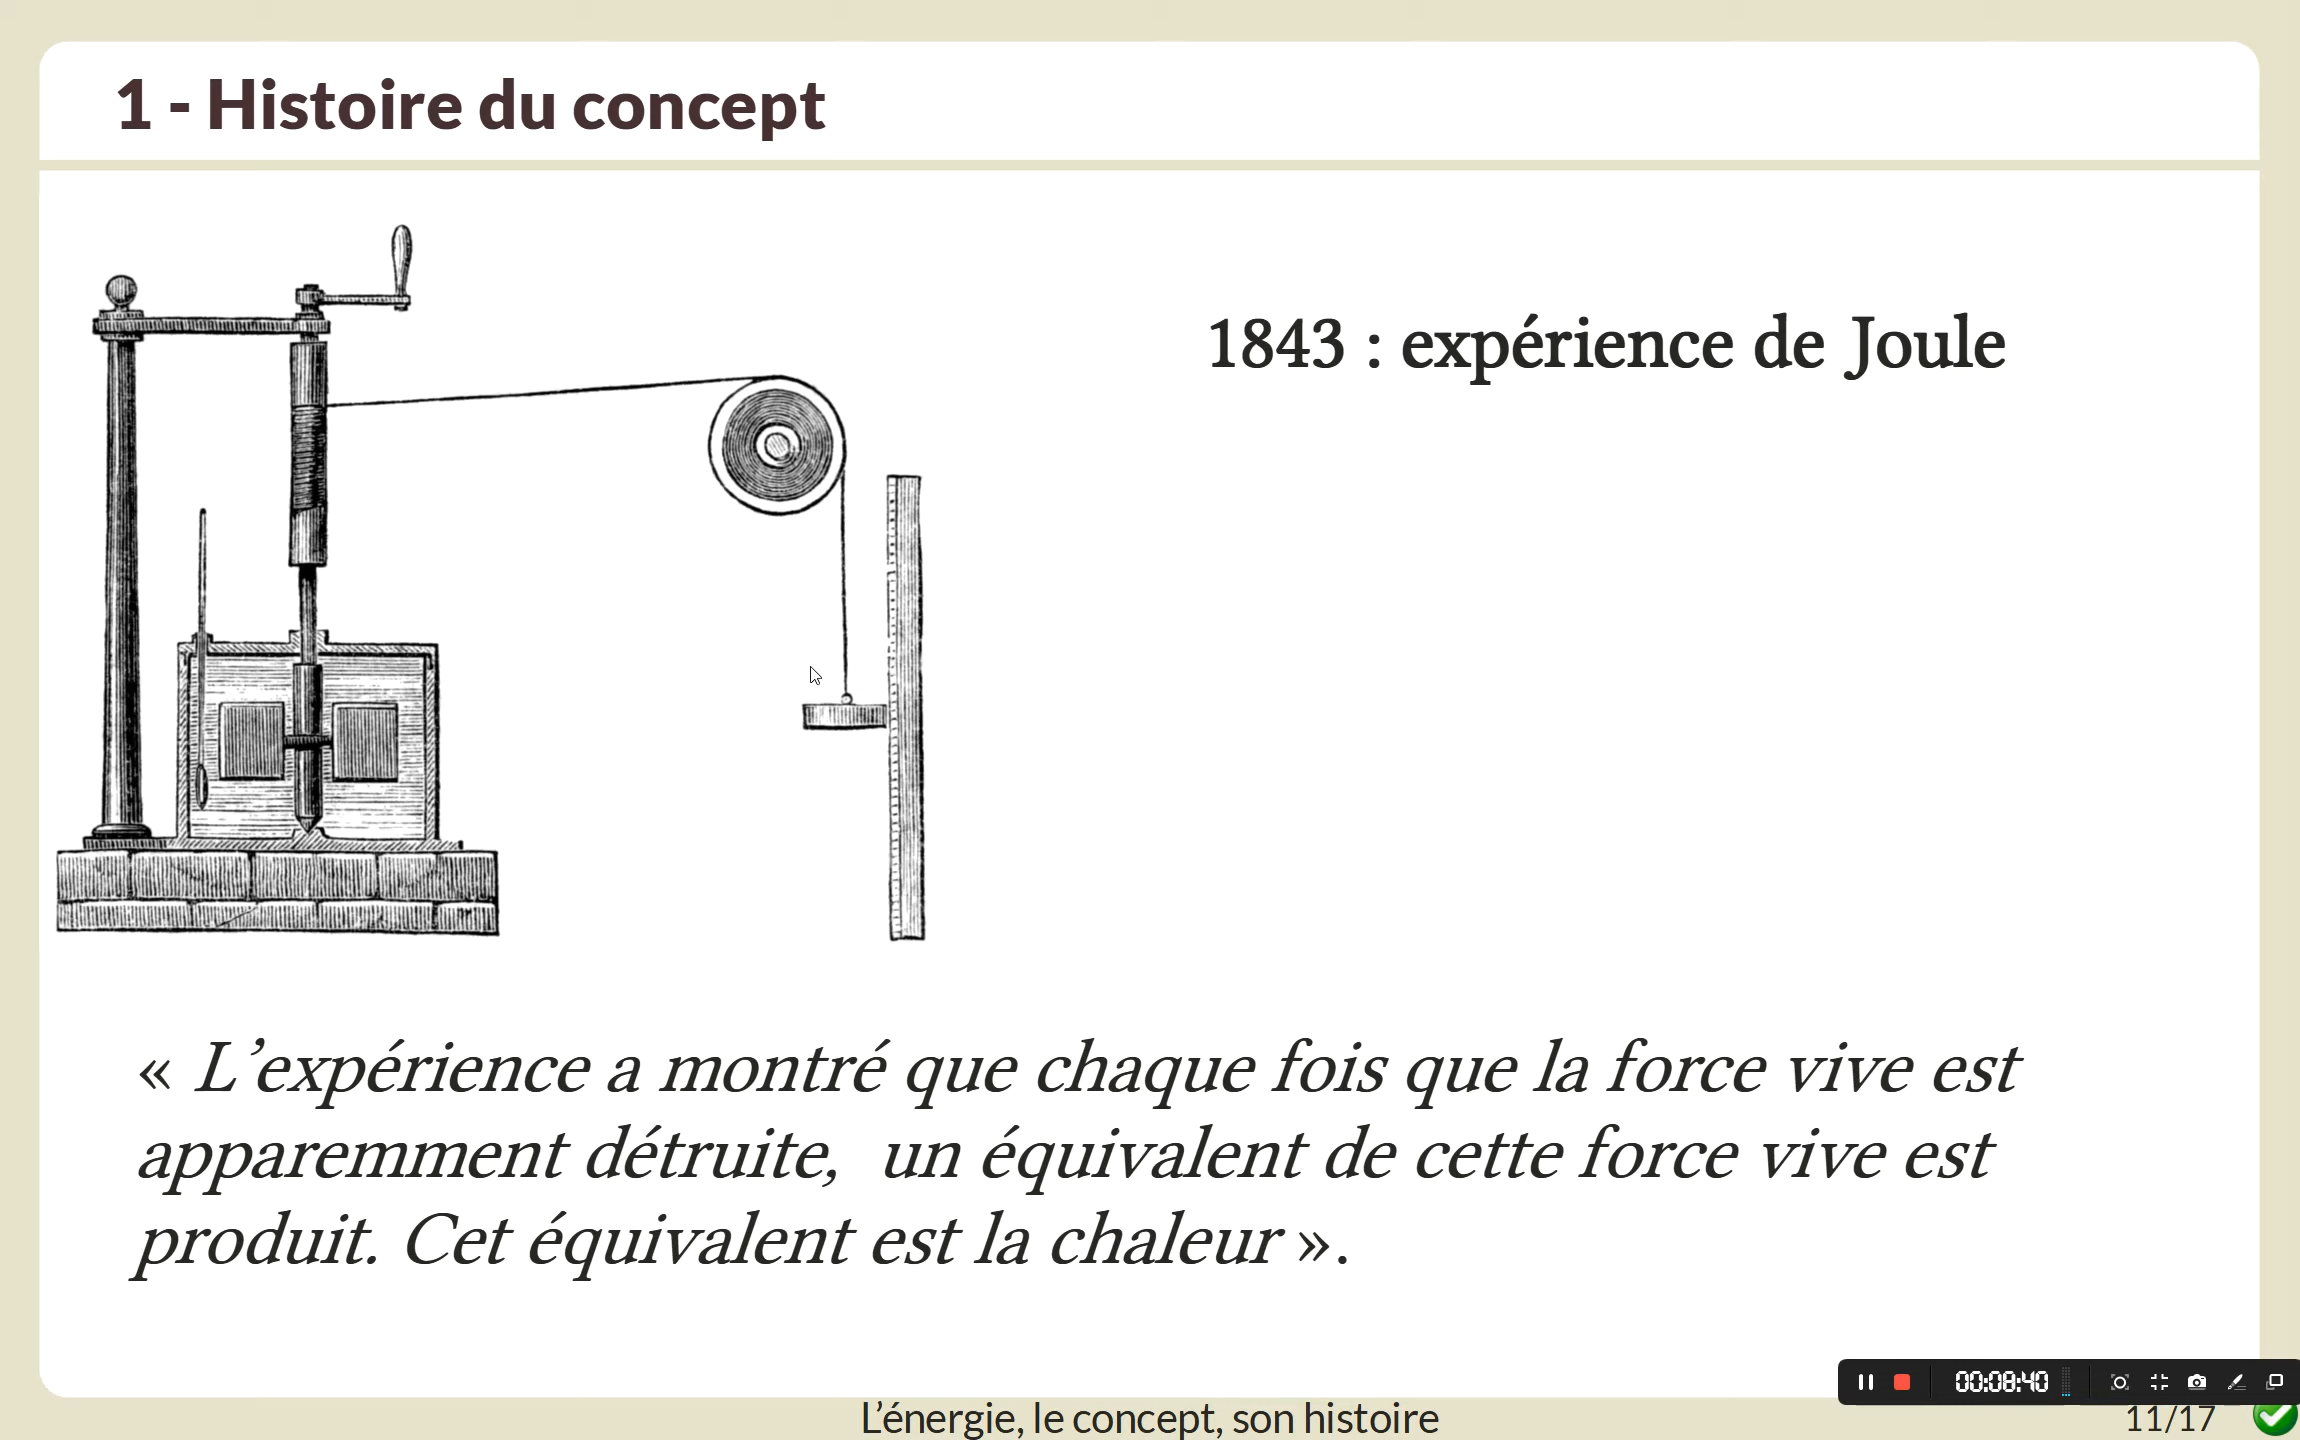 1 - Histoire du concept
1843 : expérience de Joule
« L’expérience a montré que chaque fois que la force vive est
apparemment détruite, un équivalent de cette force vive est
produit. Cet équivalent est la chaleur ».
00:08:40
L’énergie, le concept, son histoire
11/17